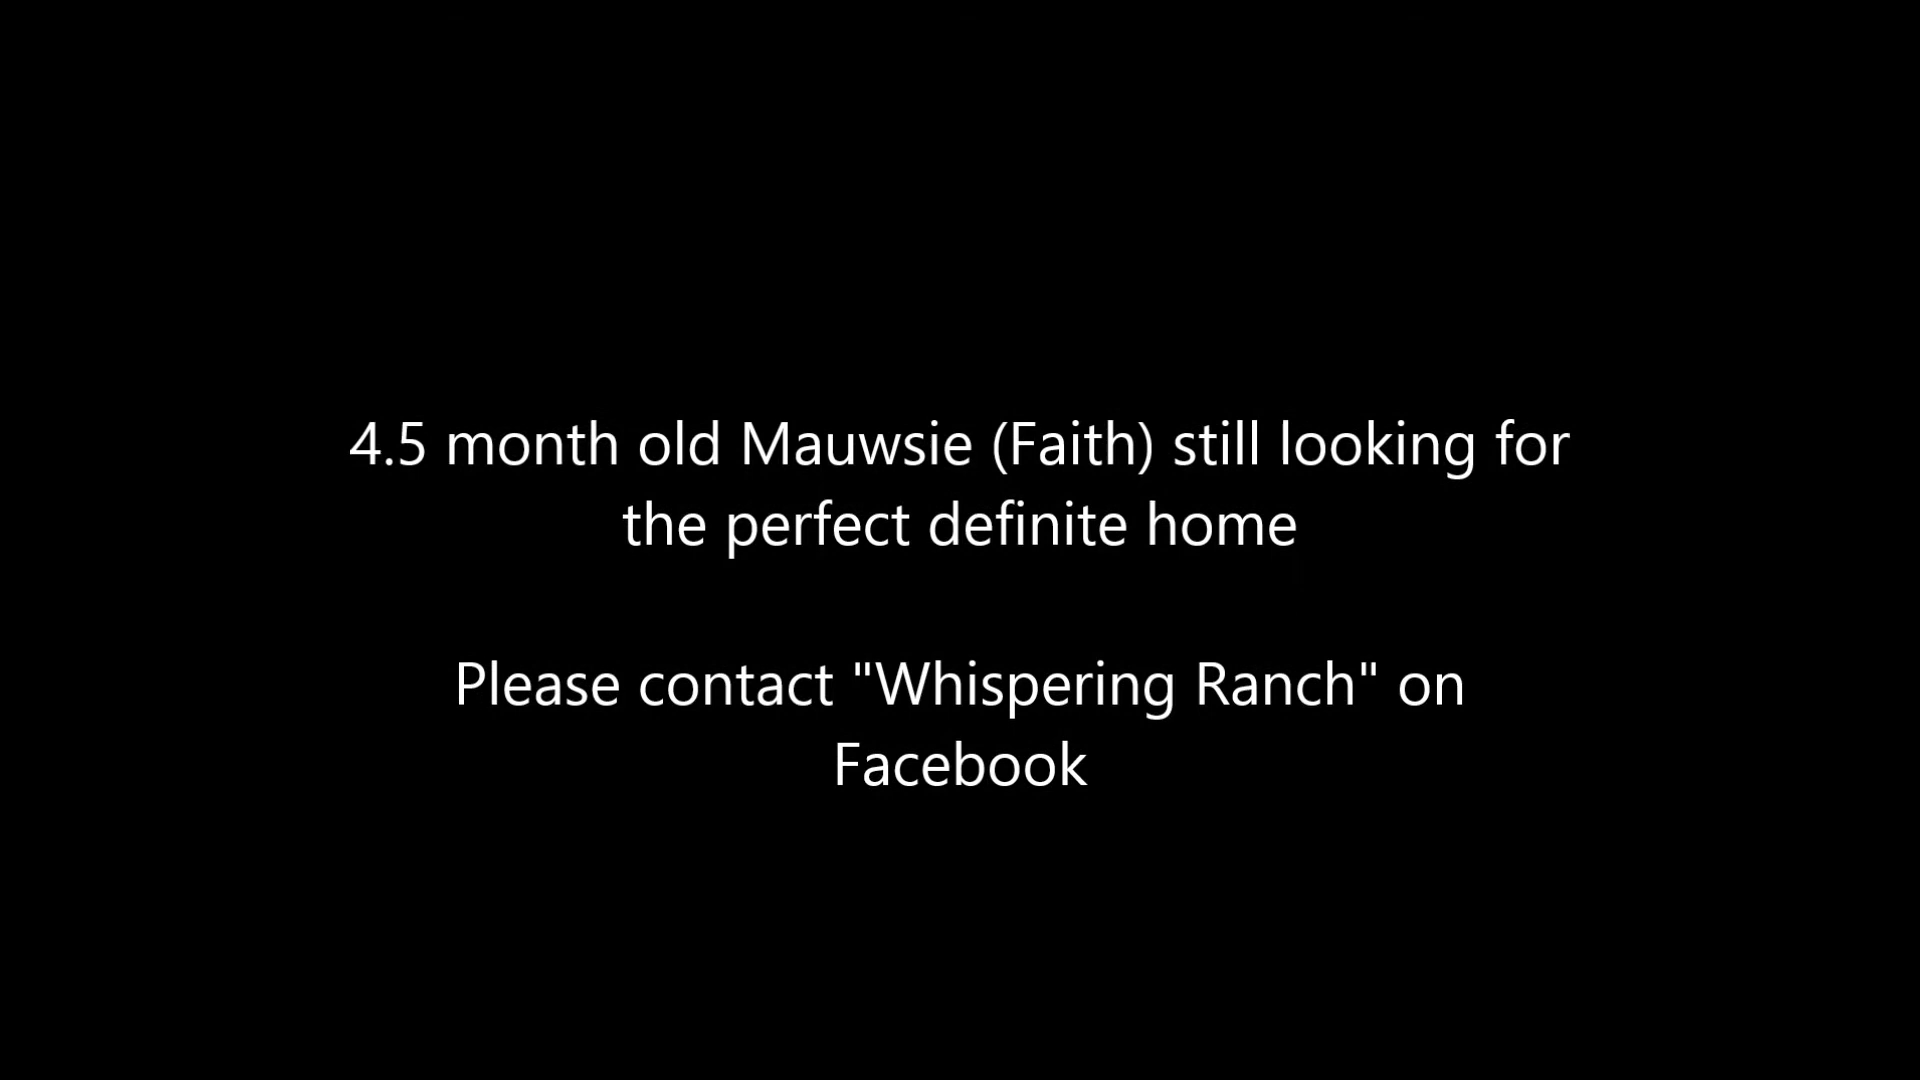 4.5 month old Mauwsie (Faith) still looking for
the perfect definite home
Please contact "Whispering Ranch" on
Facebook